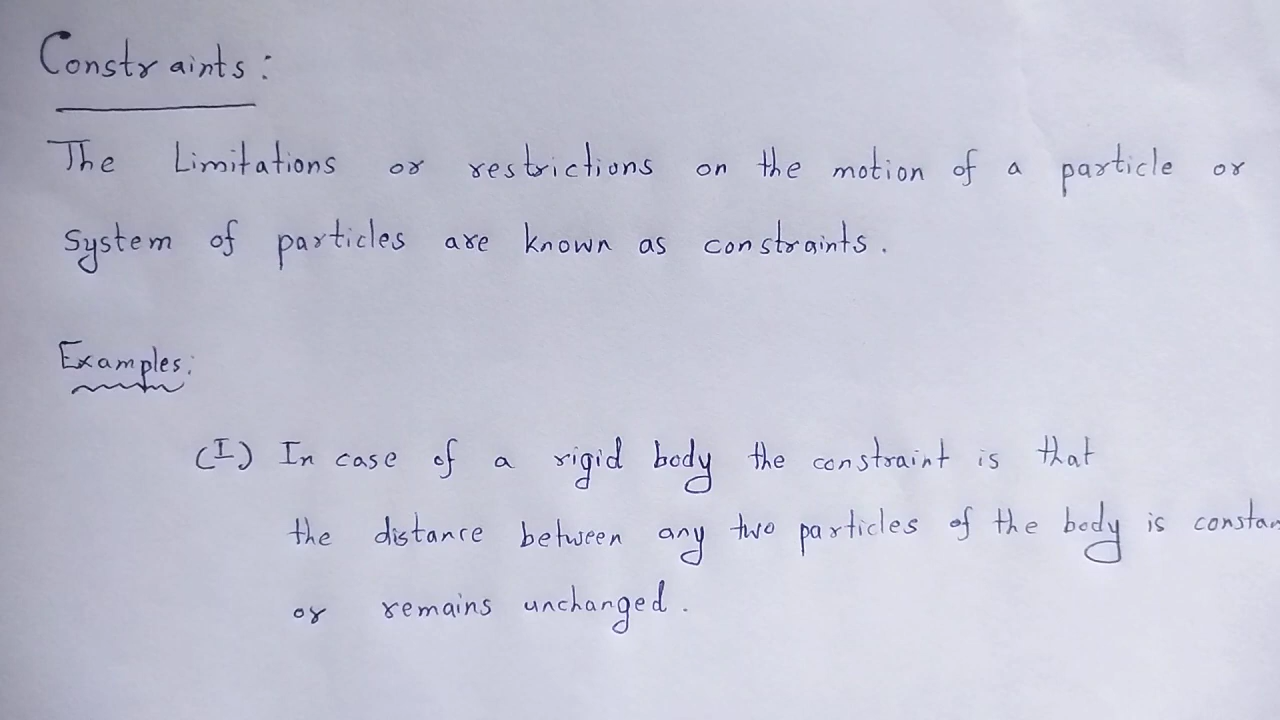 Constraints:
The Limitations or restrictions on the motion of a particle or
System of particles are known as constraints.
Examples:
(I) In case of a rigid body the constraint is that
the distance between any two particles of the body is constan
or remains unchanged.